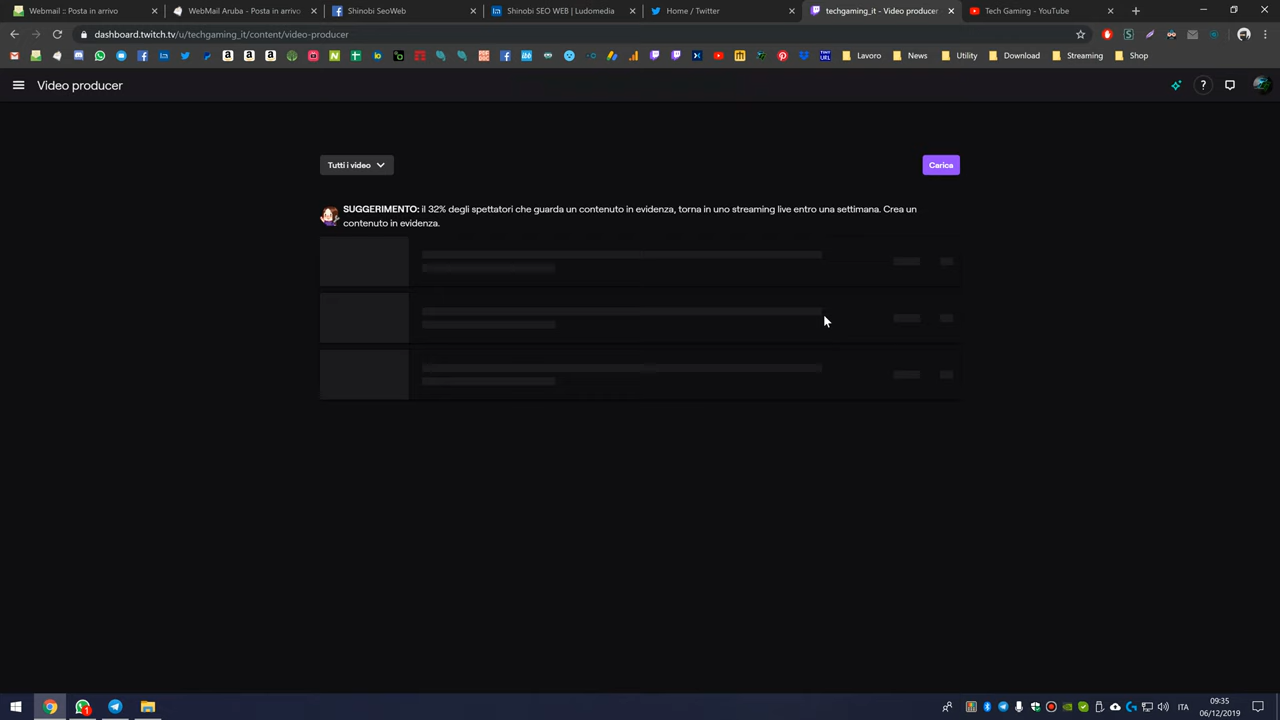 Webmail :: Posta in arrivo
WebMail Aruba - Posta in arrivo
Shinobi SeoWeb
Shinobi SEO WEB | Ludomedia
Home / Twitter
techgaming_it - Video producer
Tech Gaming - YouTube
dashboard.twitch.tv/u/techgaming_it/content/video-producer
Lavoro
News
Utility
Download
Streaming
Shop
Video producer
Tutti i video
Carica
SUGGERIMENTO: il 32% degli spettatori che guarda un contenuto in evidenza, torna in uno streaming live entro una settimana. Crea un
contenuto in evidenza.
1
ITA
09:35
06/12/2019